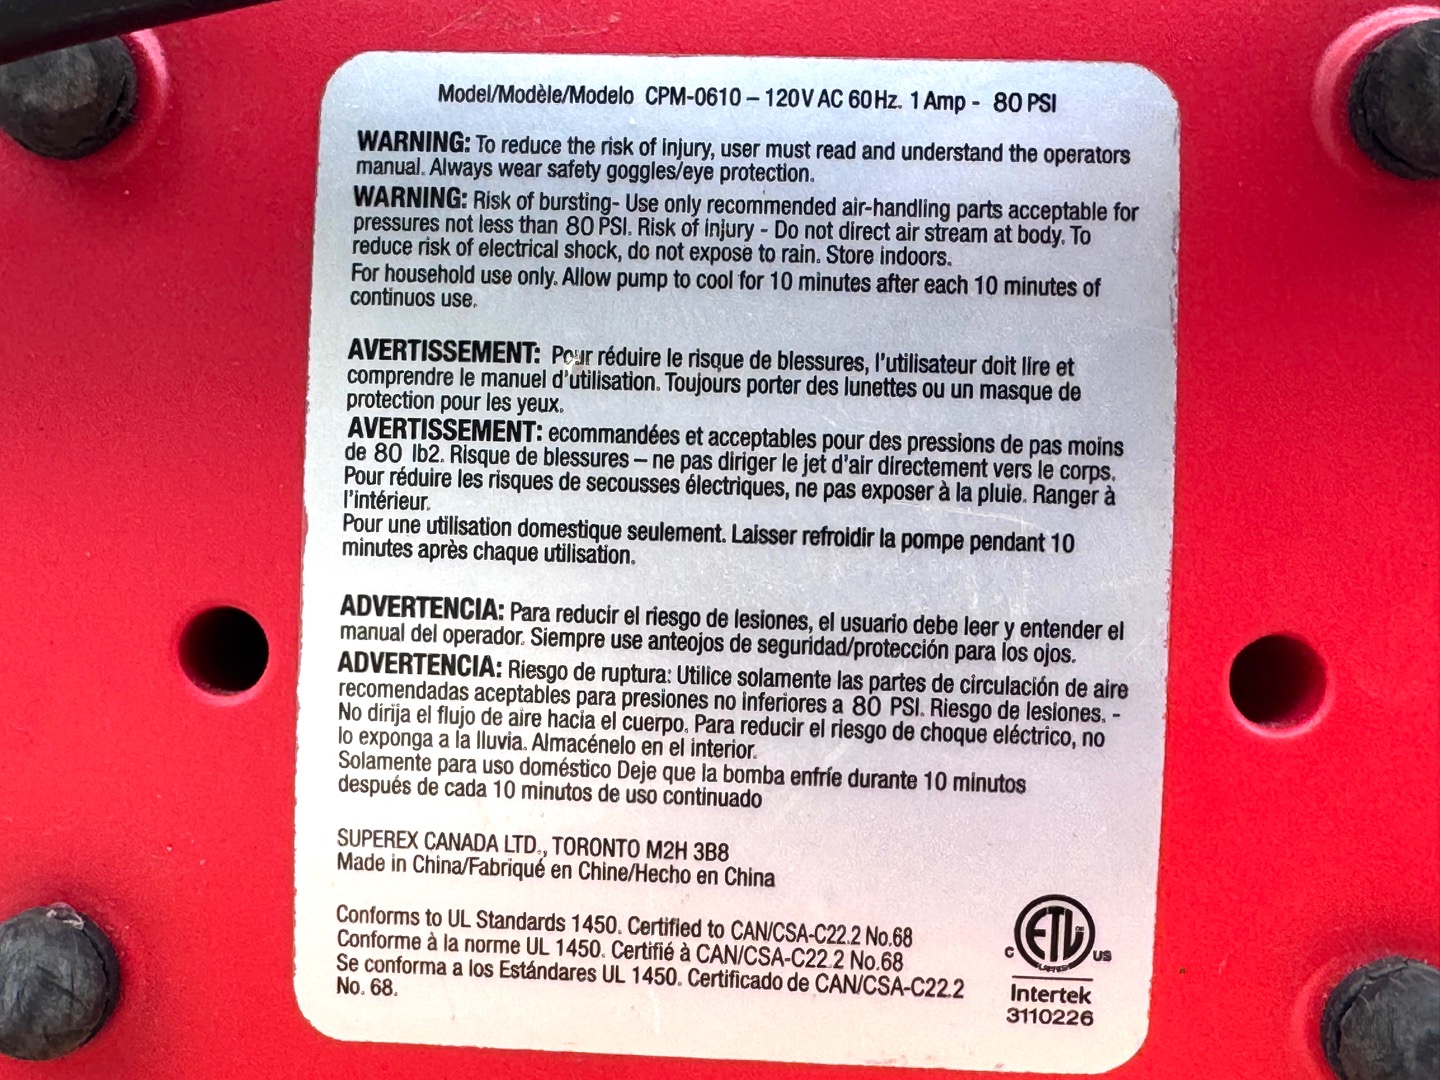 Model/Modèle/Modelo CPM-0610 – 120V AC 60Hz. 1 Amp - 80 PSI
WARNING: To reduce the risk of injury, user must read and understand the operators
manual. Always wear safety goggles/eye protection.
WARNING: Risk of bursting- Use only recommended air-handling parts acceptable for
pressures not less than 80 PSI. Risk of injury - Do not direct air stream at body. To
reduce risk of electrical shock, do not expose to rain. Store indoors.
For household use only. Allow pump to cool for 10 minutes after each 10 minutes of
continuos use.
AVERTISSEMENT: Pour réduire le risque de blessures, l'utilisateur doit lire et
comprendre le manuel d'utilisation. Toujours porter des lunettes ou un masque de
protection pour les yeux.
AVERTISSEMENT: ecommandées et acceptables pour des pressions de pas moins
de 80 lb2. Risque de blessures – ne pas diriger le jet d'air directement vers le corps.
Pour réduire les risques de secousses électriques, ne pas exposer à la pluie. Ranger à
l'intérieur.
Pour une utilisation domestique seulement. Laisser refroidir la pompe pendant 10
minutes après chaque utilisation.
ADVERTENCIA: Para reducir el riesgo de lesiones, el usuario debe leer y entender el
manual del operador. Siempre use anteojos de seguridad/protección para los ojos.
ADVERTENCIA: Riesgo de ruptura: Utilice solamente las partes de circulación de aire
recomendadas aceptables para presiones no inferiores a 80 PSI. Riesgo de lesiones. -
No dirija el flujo de aire hacia el cuerpo. Para reducir el riesgo de choque eléctrico, no
lo exponga a la lluvia. Almacénelo en el interior.
Solamente para uso doméstico Deje que la bomba enfríe durante 10 minutos
después de cada 10 minutos de uso continuado
SUPEREX CANADA LTD., TORONTO M2H 3B8
Made in China/Fabriqué en Chine/Hecho en China
Conforms to UL Standards 1450. Certified to CAN/CSA-C22.2 No.68
Conforme à la norme UL 1450. Certifié à CAN/CSA-C22.2 No.68
Se conforma a los Estándares UL 1450. Certificado de CAN/CSA-C22.2
No. 68.
ETL
C US
Intertek
3110226